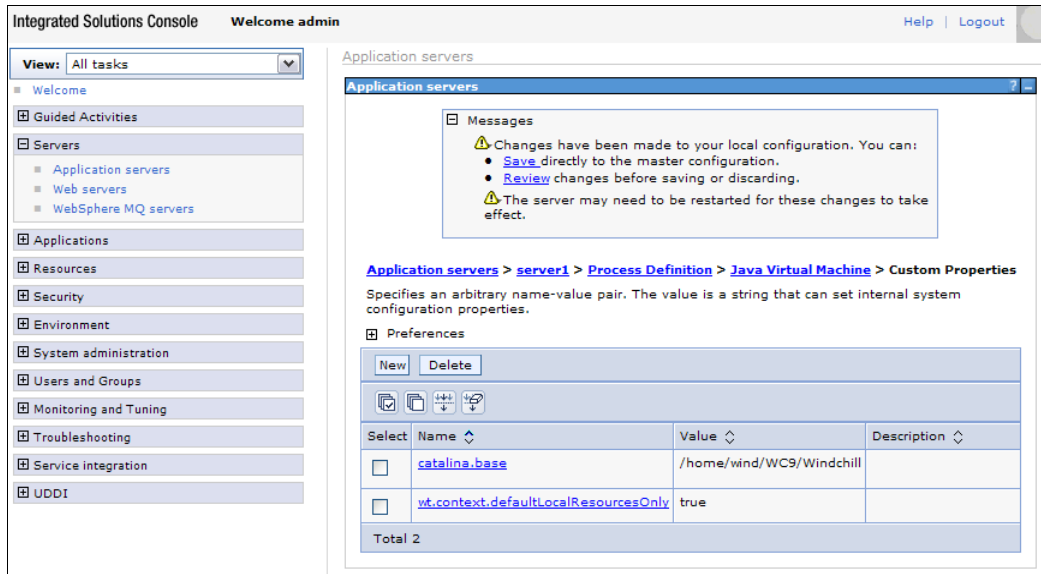 Integrated Solutions Console Welcome admin Help | Logout
View: All tasks
Welcome
Guided Activities
Servers
Application servers
Web servers
WebSphere MQ servers
Applications
Resources
Security
Environment
System administration
Users and Groups
Monitoring and Tuning
Troubleshooting
Service integration
UDDI
Application servers
Application servers ? -
Messages
Changes have been made to your local configuration. You can:
• Save directly to the master configuration.
• Review changes before saving or discarding.
The server may need to be restarted for these changes to take
effect.
Application servers > server1 > Process Definition > Java Virtual Machine > Custom Properties
Specifies an arbitrary name-value pair. The value is a string that can set internal system
configuration properties.
Preferences
New Delete
Select Name Value Description
catalina.base /home/wind/WC9/Windchill
wt.context.defaultLocalResourcesOnly true
Total 2